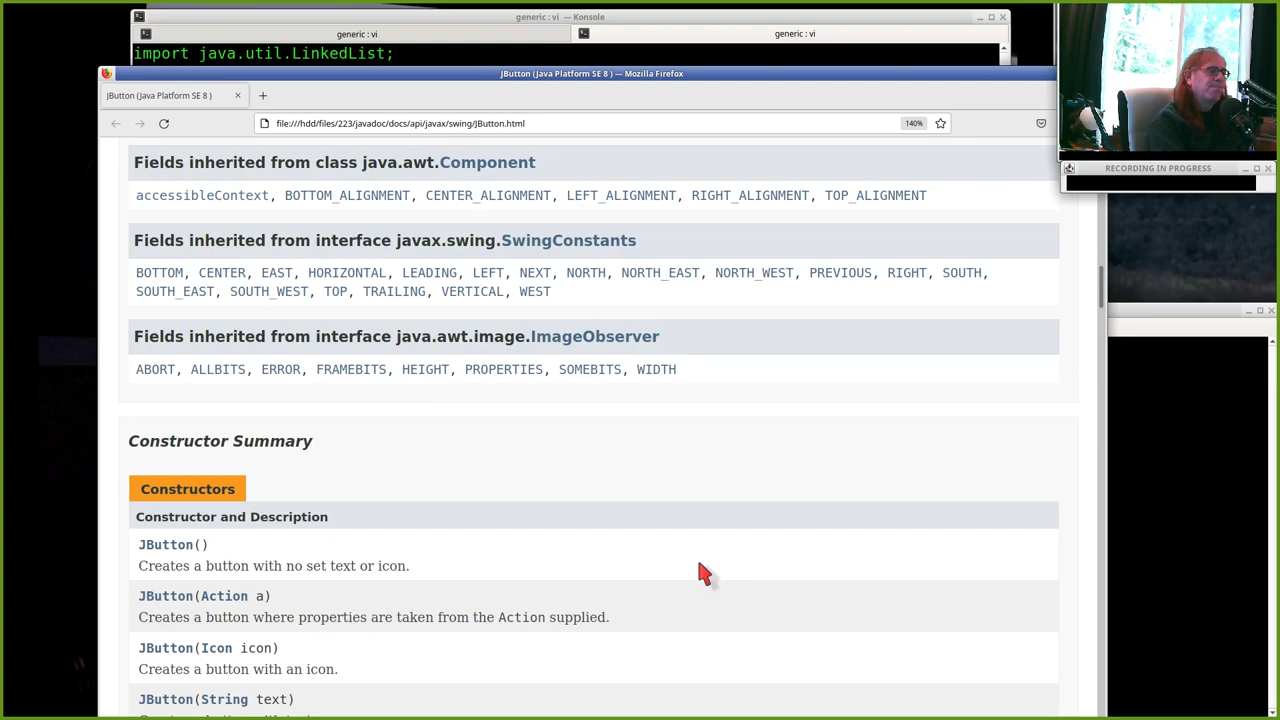 generic : vi — Konsole
generic : vi
generic : vi
import java.util.LinkedList;
JButton (Java Platform SE 8 ) — Mozilla Firefox
JButton (Java Platform SE 8 )
file:///hdd/files/223/javadoc/docs/api/javax/swing/JButton.html
140%
RECORDING IN PROGRESS
Fields inherited from class java.awt.Component
accessibleContext, BOTTOM_ALIGNMENT, CENTER_ALIGNMENT, LEFT_ALIGNMENT, RIGHT_ALIGNMENT, TOP_ALIGNMENT
Fields inherited from interface javax.swing.SwingConstants
BOTTOM, CENTER, EAST, HORIZONTAL, LEADING, LEFT, NEXT, NORTH, NORTH_EAST, NORTH_WEST, PREVIOUS, RIGHT, SOUTH,
SOUTH_EAST, SOUTH_WEST, TOP, TRAILING, VERTICAL, WEST
Fields inherited from interface java.awt.image.ImageObserver
ABORT, ALLBITS, ERROR, FRAMEBITS, HEIGHT, PROPERTIES, SOMEBITS, WIDTH
Constructor Summary
Constructors
Constructor and Description
JButton()
Creates a button with no set text or icon.
JButton(Action a)
Creates a button where properties are taken from the Action supplied.
JButton(Icon icon)
Creates a button with an icon.
JButton(String text)